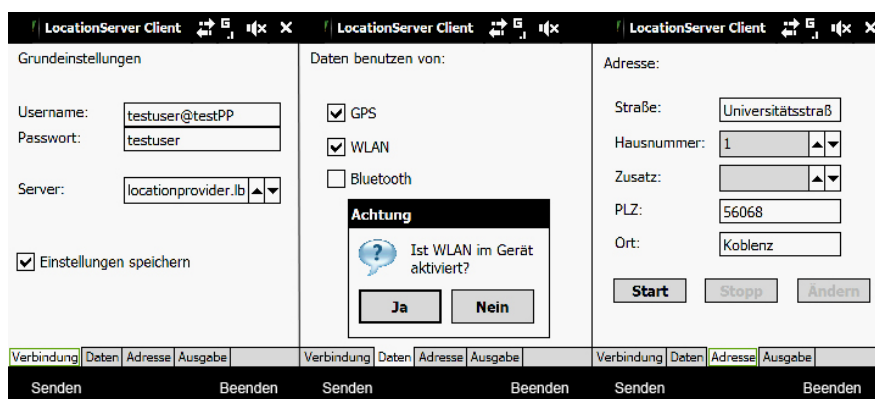 LocationServer Client
Grundeinstellungen
Username: testuser@testPP
Passwort: testuser
Server: locationprovider.lb
Einstellungen speichern
Verbindung Daten Adresse Ausgabe
Senden Beenden
LocationServer Client
Daten benutzen von:
GPS
WLAN
Bluetooth
Achtung
Ist WLAN im Gerät
aktiviert?
Ja Nein
Verbindung Daten Adresse Ausgabe
Senden Beenden
LocationServer Client
Adresse:
Straße: Universitätsstraß
Hausnummer: 1
Zusatz:
PLZ: 56068
Ort: Koblenz
Start Stopp Ändern
Verbindung Daten Adresse Ausgabe
Senden Beenden